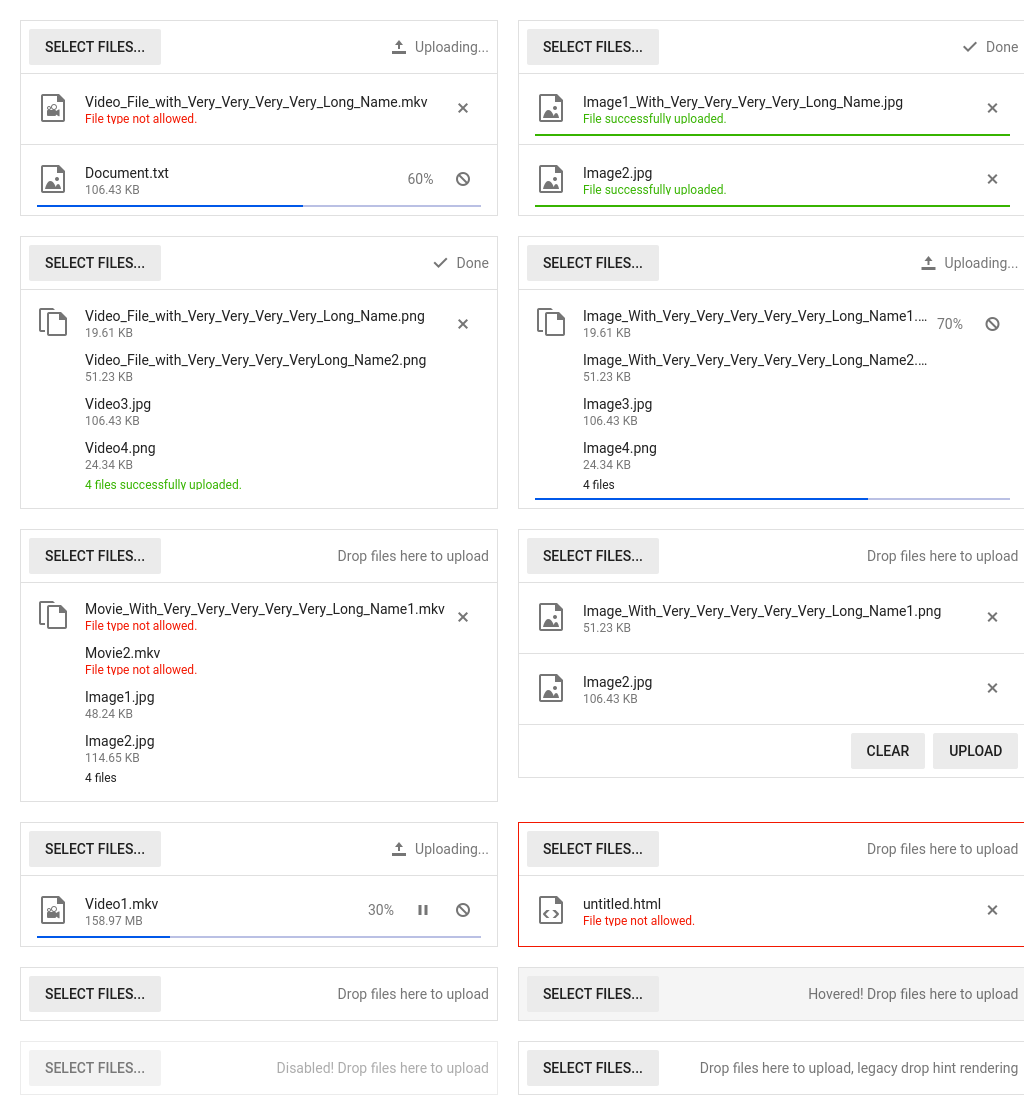 SELECT FILES...
Uploading...
Video_File_with_Very_Very_Very_Very_Long_Name.mkv
File type not allowed.
Document.txt
106.43 KB
60%
SELECT FILES...
Done
Image1_With_Very_Very_Very_Very_Long_Name.jpg
File successfully uploaded.
Image2.jpg
File successfully uploaded.
SELECT FILES...
Done
Video_File_with_Very_Very_Very_Very_Long_Name.png
19.61 KB
Video_File_with_Very_Very_Very_VeryLong_Name2.png
51.23 KB
Video3.jpg
106.43 KB
Video4.png
24.34 KB
4 files successfully uploaded.
SELECT FILES...
Uploading...
Image_With_Very_Very_Very_Very_Very_Long_Name1....
19.61 KB
70%
Image_With_Very_Very_Very_Very_Very_Long_Name2....
51.23 KB
Image3.jpg
106.43 KB
Image4.png
24.34 KB
4 files
SELECT FILES...
Drop files here to upload
Movie_With_Very_Very_Very_Very_Very_Long_Name1.mkv
File type not allowed.
Movie2.mkv
File type not allowed.
Image1.jpg
48.24 KB
Image2.jpg
114.65 KB
4 files
SELECT FILES...
Drop files here to upload
Image_With_Very_Very_Very_Very_Very_Long_Name1.png
51.23 KB
Image2.jpg
106.43 KB
CLEAR
UPLOAD
SELECT FILES...
Uploading...
Video1.mkv
158.97 MB
30%
SELECT FILES...
Drop files here to upload
untitled.html
File type not allowed.
SELECT FILES...
Drop files here to upload
SELECT FILES...
Hovered! Drop files here to upload
SELECT FILES...
Disabled! Drop files here to upload
SELECT FILES...
Drop files here to upload, legacy drop hint rendering